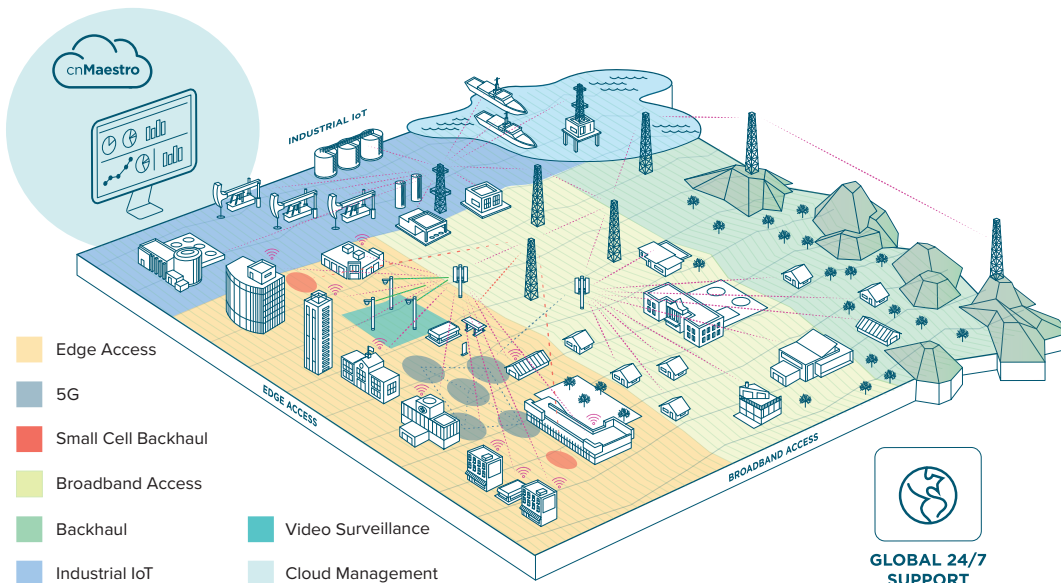 cnMaestro
INDUSTRIAL IoT
EDGE ACCESS
BROADBAND ACCESS
Edge Access
5G
Small Cell Backhaul
Broadband Access
Backhaul
Industrial IoT
Video Surveillance
Cloud Management
GLOBAL 24/7
SUPPORT